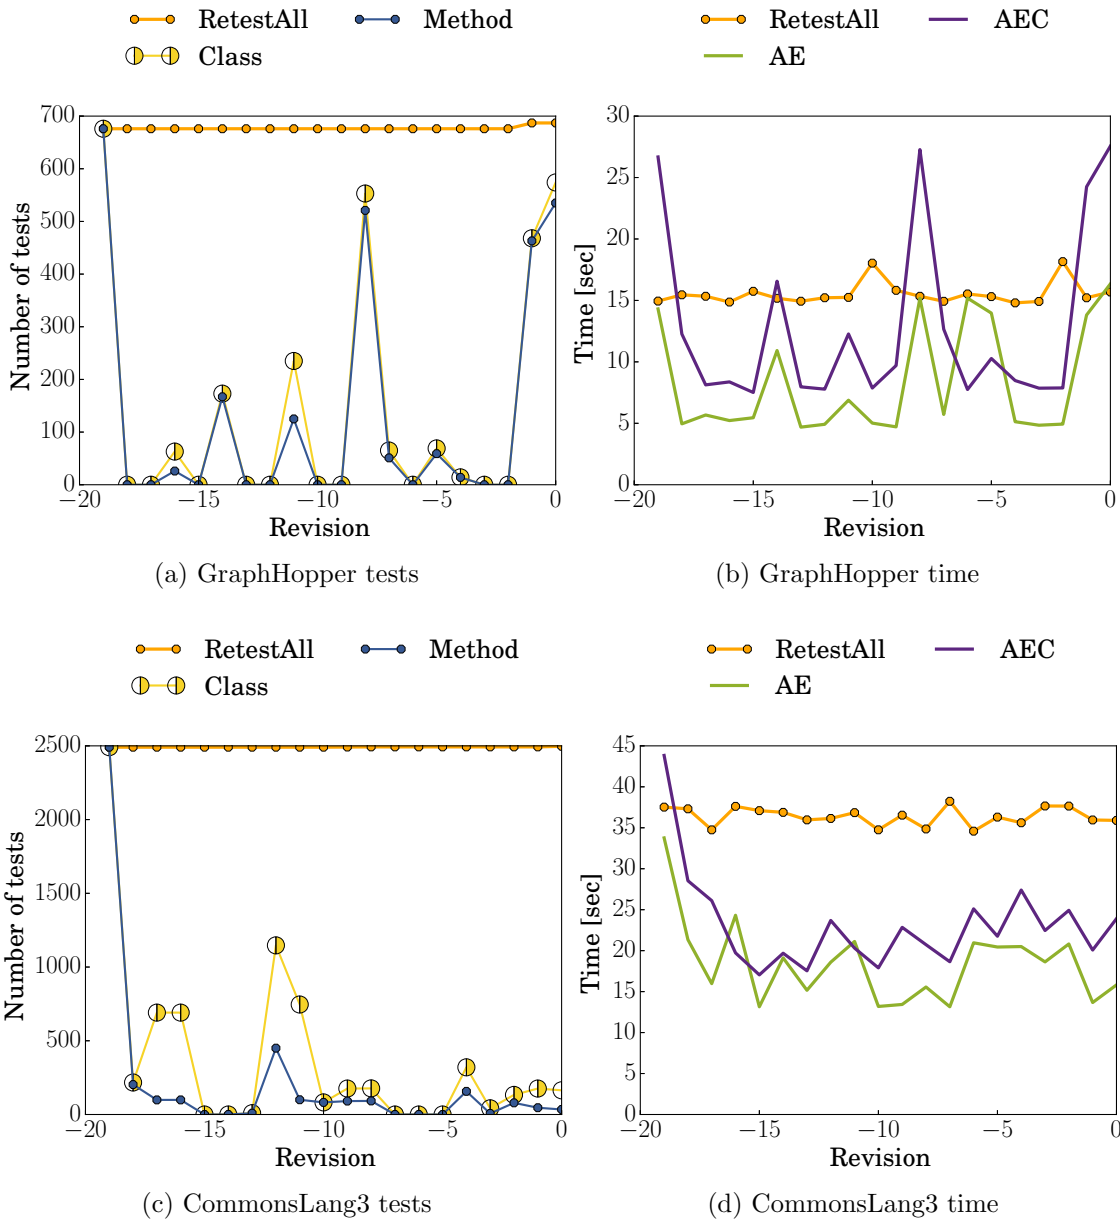 RetestAll Method
Class
RetestAll AEC
AE
700
600
500
400
300
200
100
0
Number of tests
−20 −15 −10 −5 0
Revision
(a) GraphHopper tests
30
25
20
15
10
5
0
Time [sec]
−20 −15 −10 −5 0
Revision
(b) GraphHopper time
RetestAll Method
Class
RetestAll AEC
AE
2500
2000
1500
1000
500
0
Number of tests
−20 −15 −10 −5 0
Revision
(c) CommonsLang3 tests
45
40
35
30
25
20
15
10
5
0
Time [sec]
−20 −15 −10 −5 0
Revision
(d) CommonsLang3 time